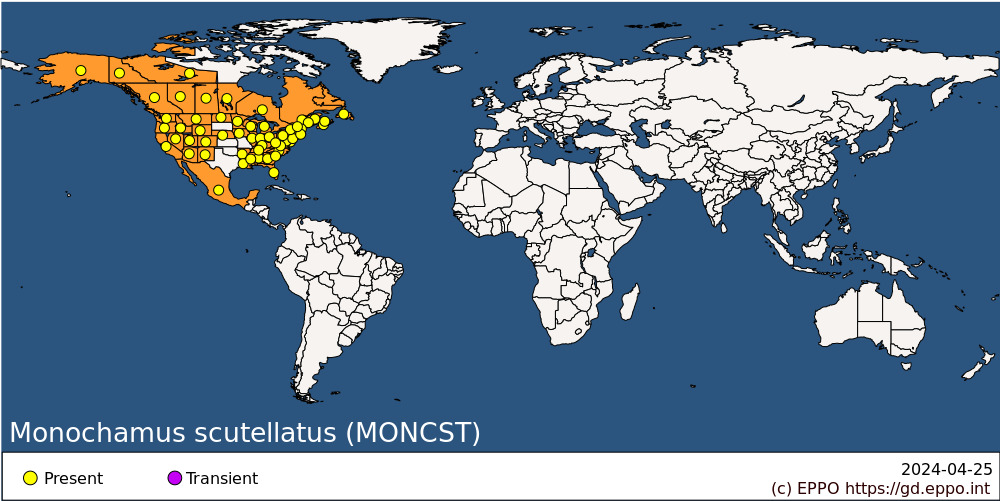 Monochamus scutellatus (MONCST)
Present
Transient
2024-04-25
(c) EPPO https://gd.eppo.int